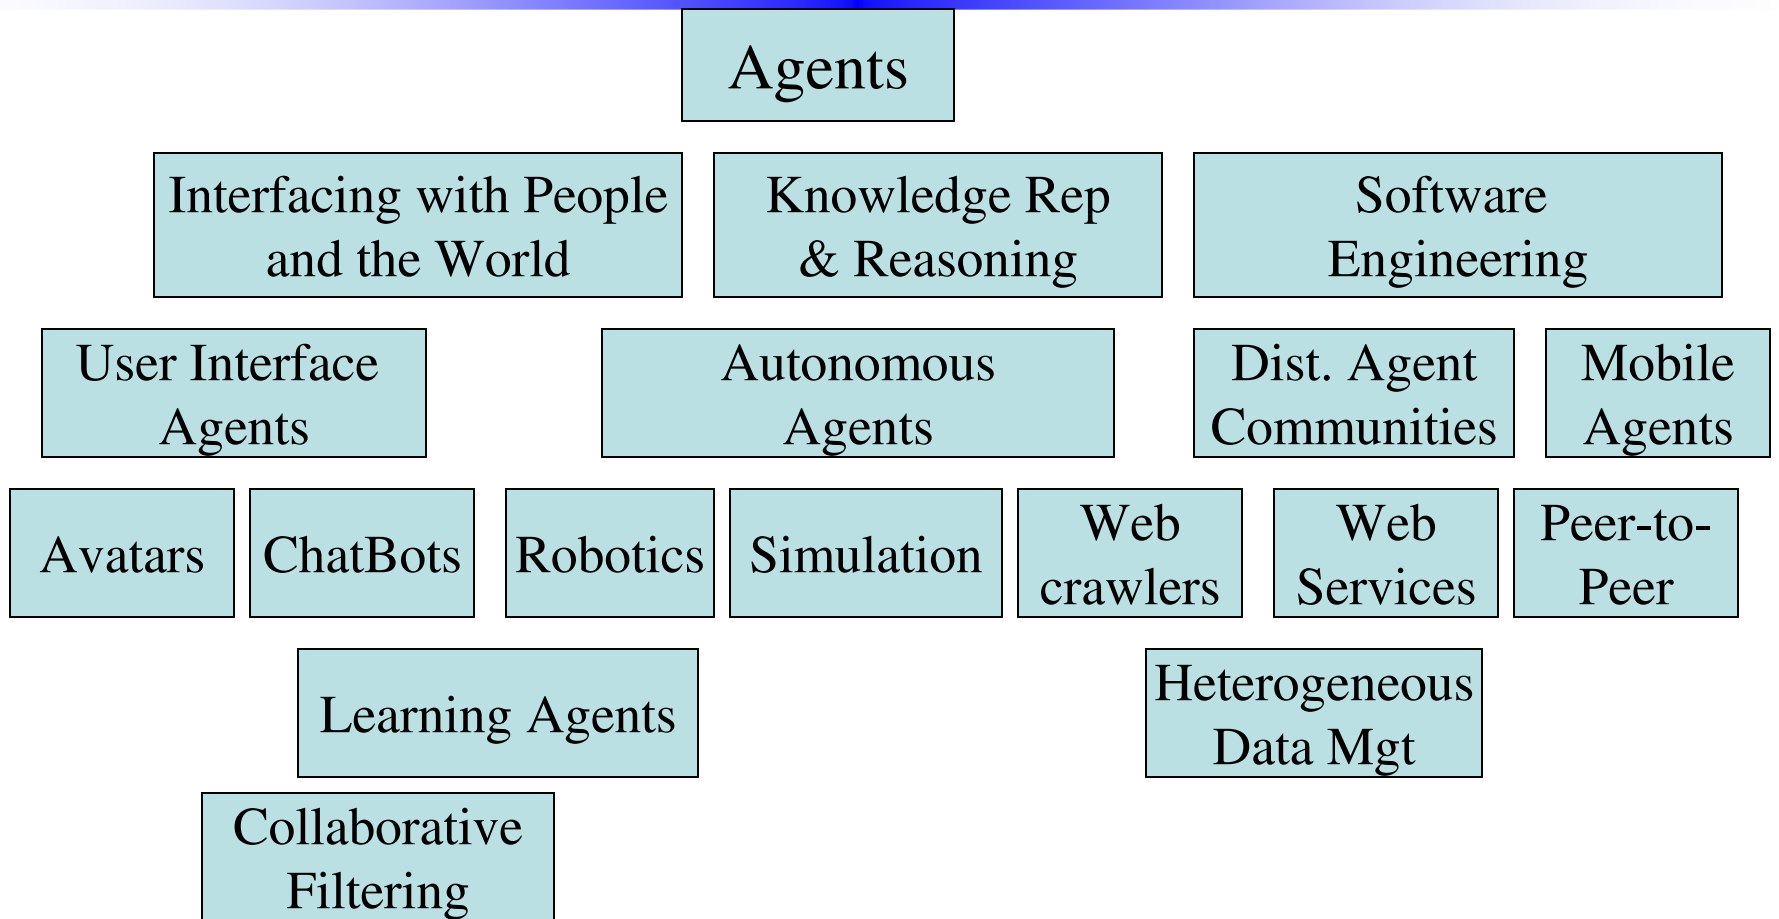 Agents
Interfacing with People
and the World
Knowledge Rep
& Reasoning
Software
Engineering
User Interface
Agents
Autonomous
Agents
Dist. Agent
Communities
Mobile
Agents
Avatars
ChatBots
Robotics
Simulation
Web
crawlers
Web
Services
Peer-to-
Peer
Learning Agents
Heterogeneous
Data Mgt
Collaborative
Filtering